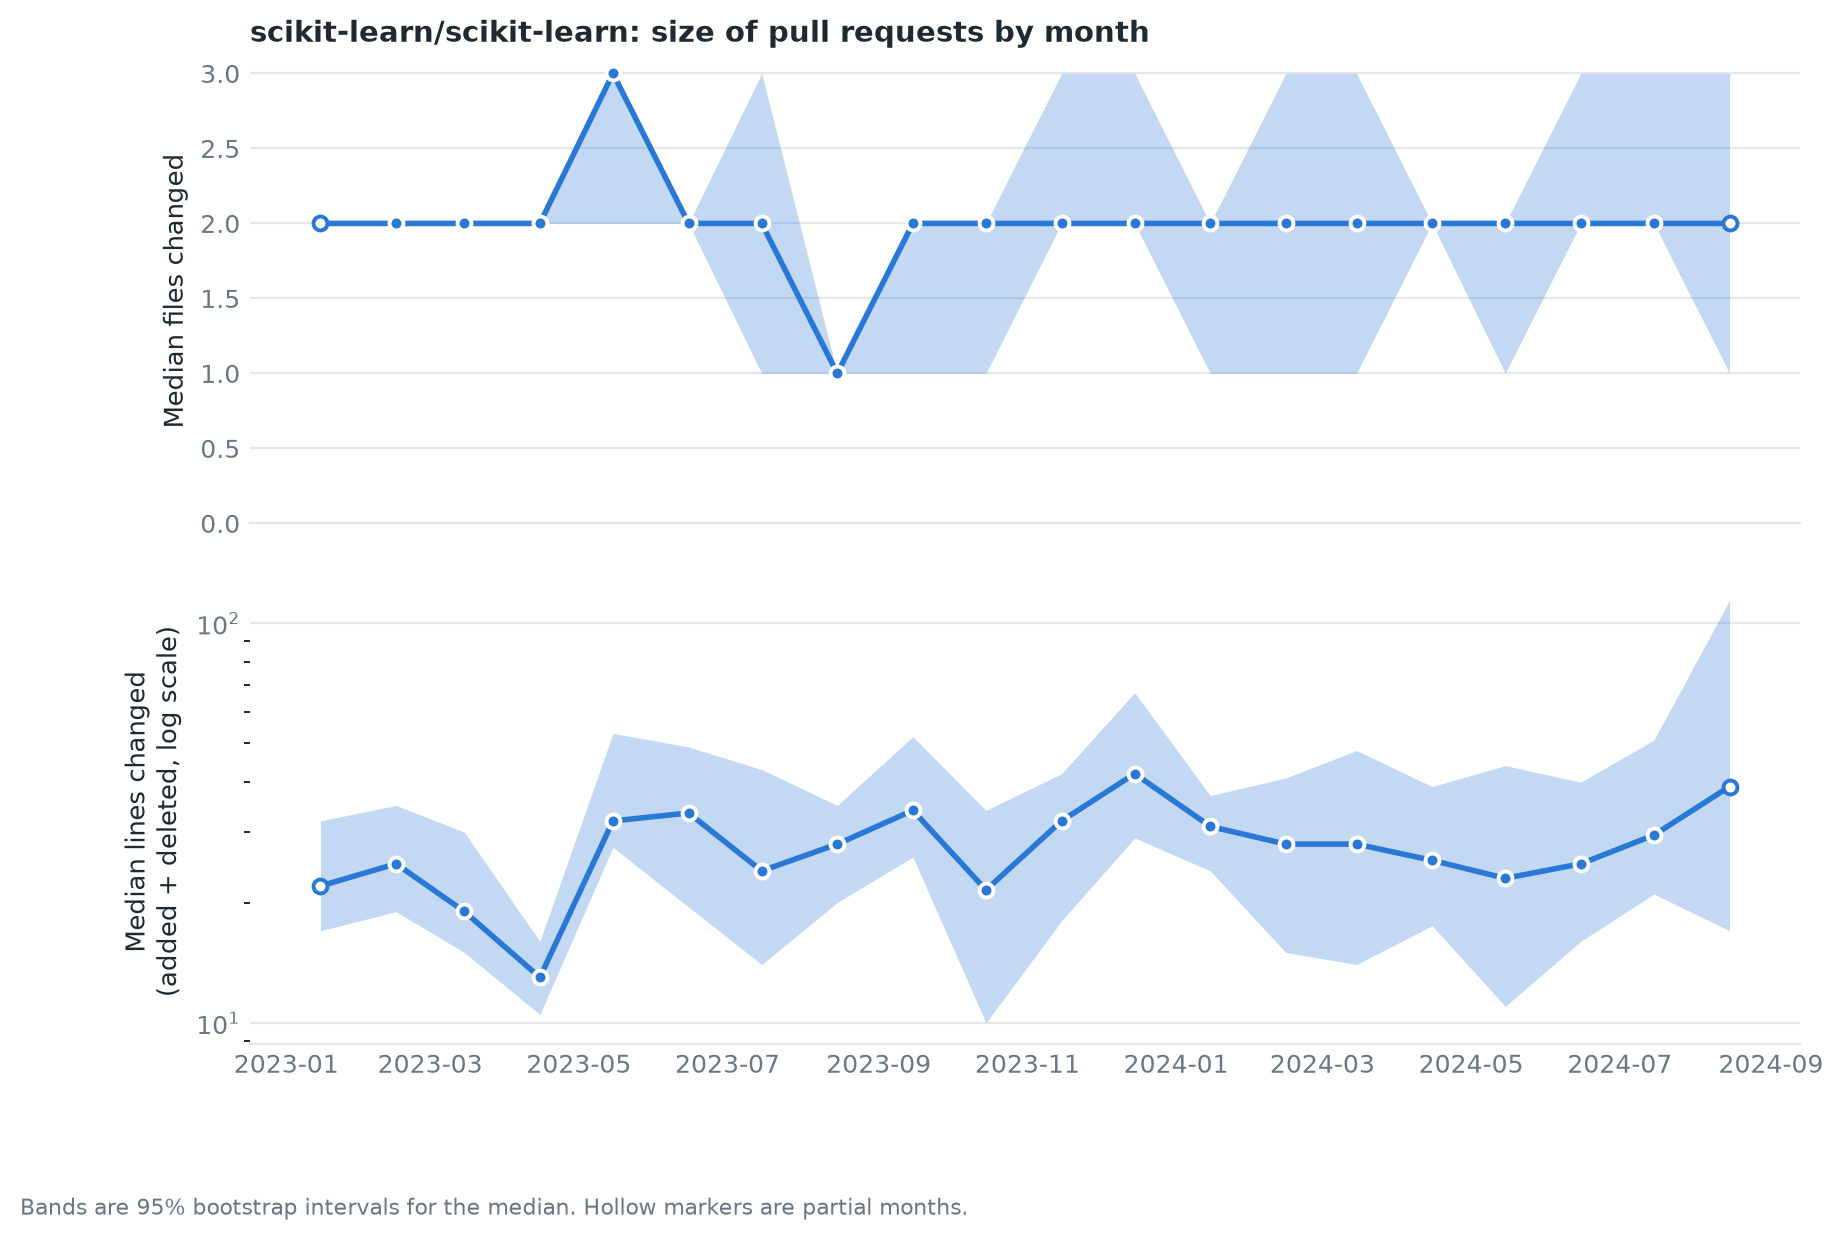 scikit-learn/scikit-learn: size of pull requests by month
Median files changed
3.0
2.5
2.0
1.5
1.0
0.5
0.0
Median lines changed
(added + deleted, log scale)
10²
10¹
2023-01 2023-03 2023-05 2023-07 2023-09 2023-11 2024-01 2024-03 2024-05 2024-07 2024-09
Bands are 95% bootstrap intervals for the median. Hollow markers are partial months.